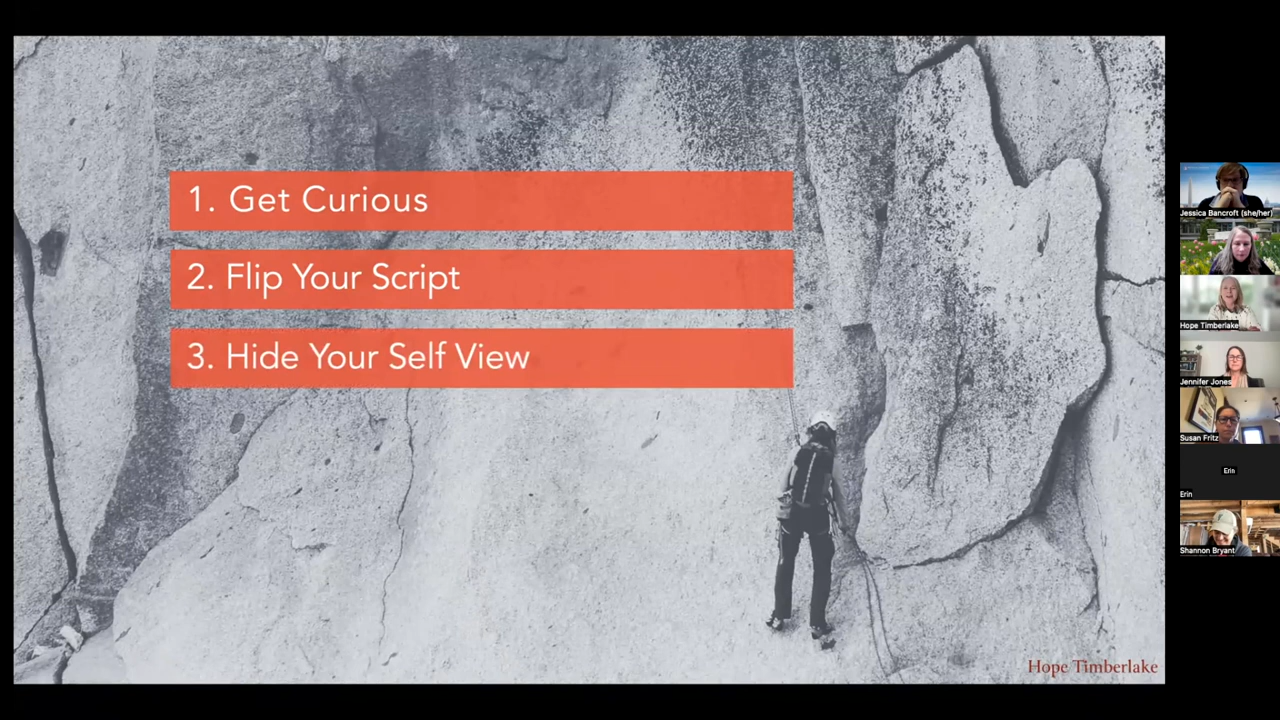 1. Get Curious
2. Flip Your Script
3. Hide Your Self View
Hope Timberlake
Jessica Bancroft (she/her)
Hope Timberlake
Jennifer Jones
Susan Fritz
Erin
Erin
Shannon Bryant